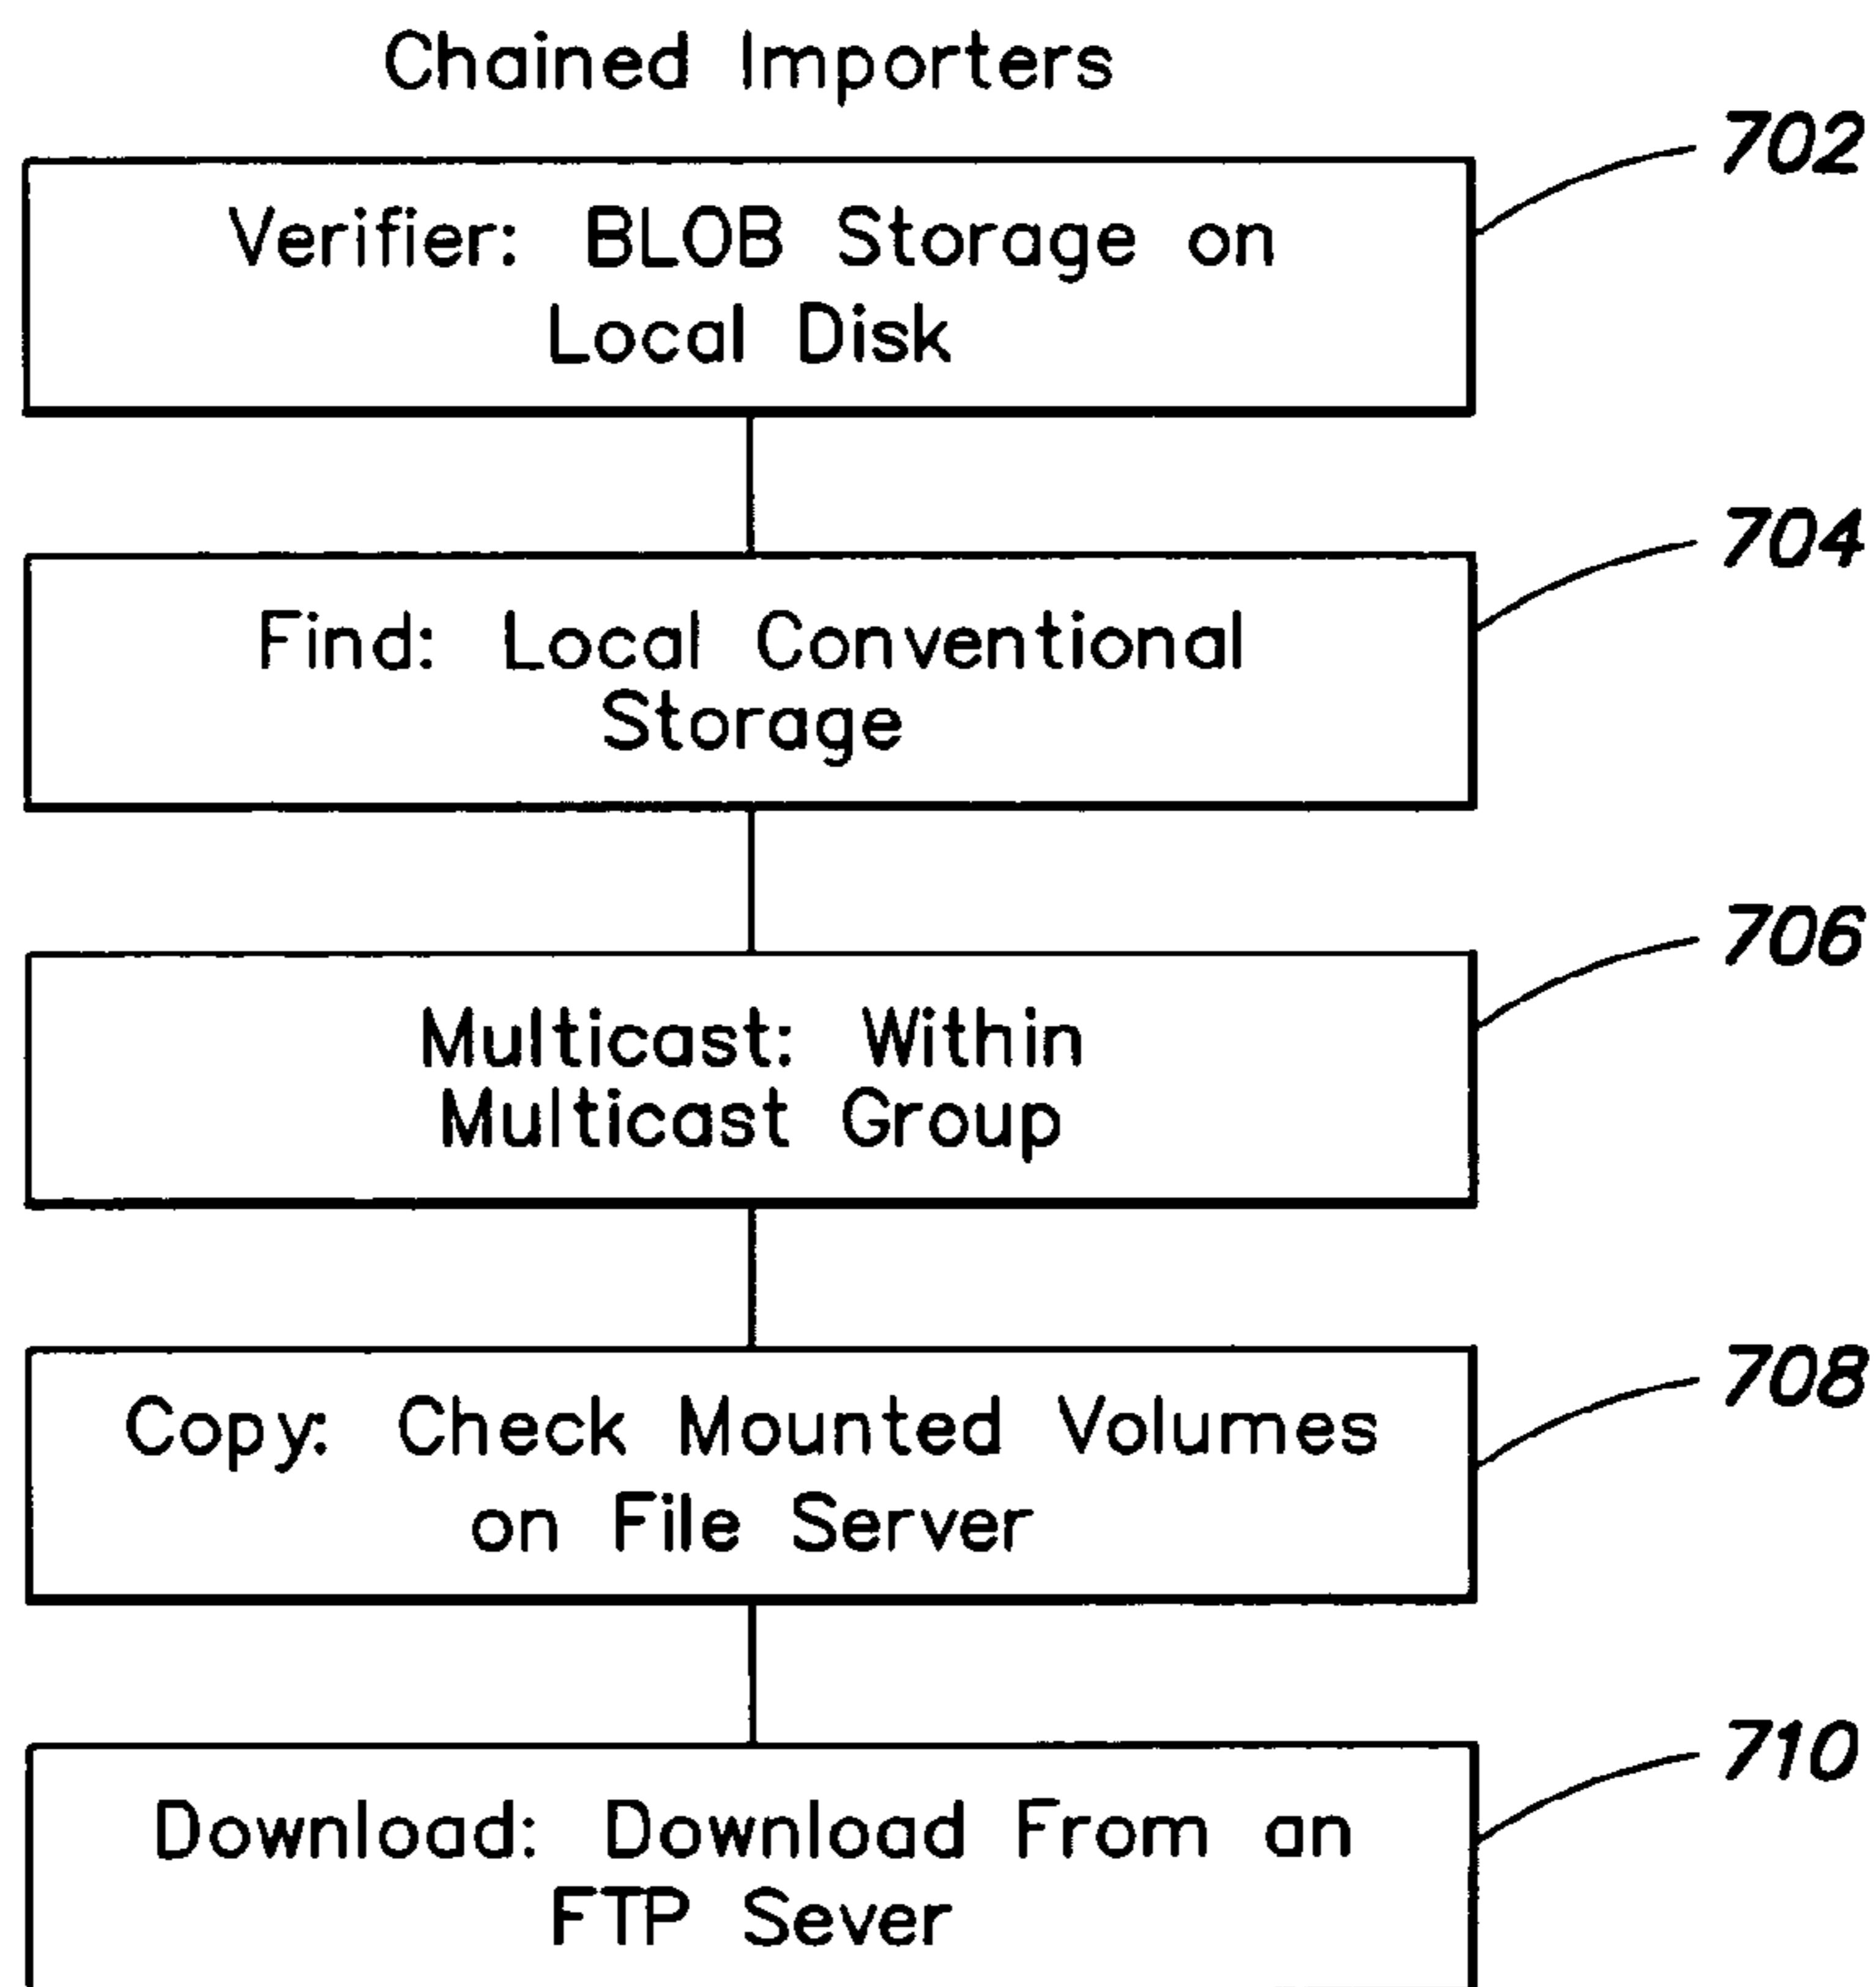 Chained Importers
702
Verifier: BLOB Storage on
Local Disk
704
Find: Local Conventional
Storage
706
Multicast: Within
Multicast Group
708
Copy: Check Mounted Volumes
on File Server
710
Download: Download From an
FTP Sever